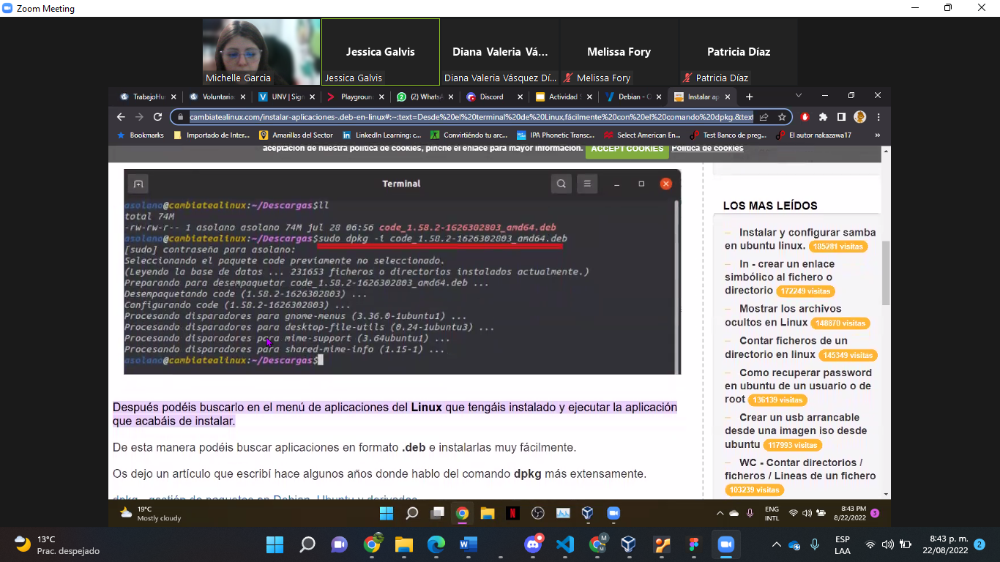 Zoom Meeting
Jessica Galvis
Diana Valeria Vá...
Melissa Fory
Patricia Díaz
Michelle Garcia
Jessica Galvis
Diana Valeria Vásquez Dí...
Melissa Fory
Patricia Díaz
TrabajoHu
Voluntaria
UNV | Sign
Playground
(2) WhatsA
Discord
Actividad S
Debian - C
Instalar ap
cambiatealinux.com/instalar-aplicaciones-.deb-en-linux#:~:text=Desde%20el%20terminal%20de%20Linux,fácilmente%20con%20el%20comando%20dpkg.&text
Bookmarks
Importado de Inter...
Amarillas del Sector
LinkedIn Learning: c...
Convirtiéndo tu arc...
IPA Phonetic Transc...
Select American En...
Test Banco de preg...
El autor nakazawa17
»
aceptación de nuestra política de cookies, pinche el enlace para mayor información.
ACCEPT COOKIES
Política de cookies
Terminal
asolano@cambiatealinux:~/Descargas$ll
total 74M
-rw-rw-r-- 1 asolano asolano 74M jul 28 06:56 code_1.58.2-1626302803_amd64.deb
asolano@cambiatealinux:~/Descargas$sudo dpkg -i code_1.58.2-1626302803_amd64.deb
[sudo] contraseña para asolano:
Seleccionando el paquete code previamente no seleccionado.
(Leyendo la base de datos ... 231653 ficheros o directorios instalados actualmente.)
Preparando para desempaquetar code_1.58.2-1626302803_amd64.deb ...
Desempaquetando code (1.58.2-1626302803) ...
Configurando code (1.58.2-1626302803) ...
Procesando disparadores para gnome-menus (3.36.0-1ubuntu1) ...
Procesando disparadores para desktop-file-utils (0.24-1ubuntu3) ...
Procesando disparadores para mime-support (3.64ubuntu1) ...
Procesando disparadores para shared-mime-info (1.15-1) ...
asolano@cambiatealinux:~/Descargas$
Después podéis buscarlo en el menú de aplicaciones del Linux que tengáis instalado y ejecutar la aplicación
que acabáis de instalar.
De esta manera podéis buscar aplicaciones en formato .deb e instalarlas muy fácilmente.
Os dejo un artículo que escribí hace algunos años donde hablo del comando dpkg más extensamente.
dpkg - gestión de paquetes en Debian, Ubuntu y derivados
LOS MAS LEÍDOS
Instalar y configurar samba
en ubuntu linux. 185281 visitas
ln - crear un enlace
simbólico al fichero o
directorio 172249 visitas
Mostrar los archivos
ocultos en Linux 148870 visitas
Contar ficheros de un
directorio en linux 145349 visitas
Como recuperar password
en ubuntu de un usuario o de
root 136139 visitas
Crear un usb arrancable
desde una imagen iso desde
ubuntu 117993 visitas
WC - Contar directorios /
ficheros / Lineas de un fichero
103239 visitas
19°C
Mostly cloudy
ENG
INTL
8:43 PM
8/22/2022
3
13°C
Prac. despejado
ESP
LAA
8:43 p. m.
22/08/2022
2